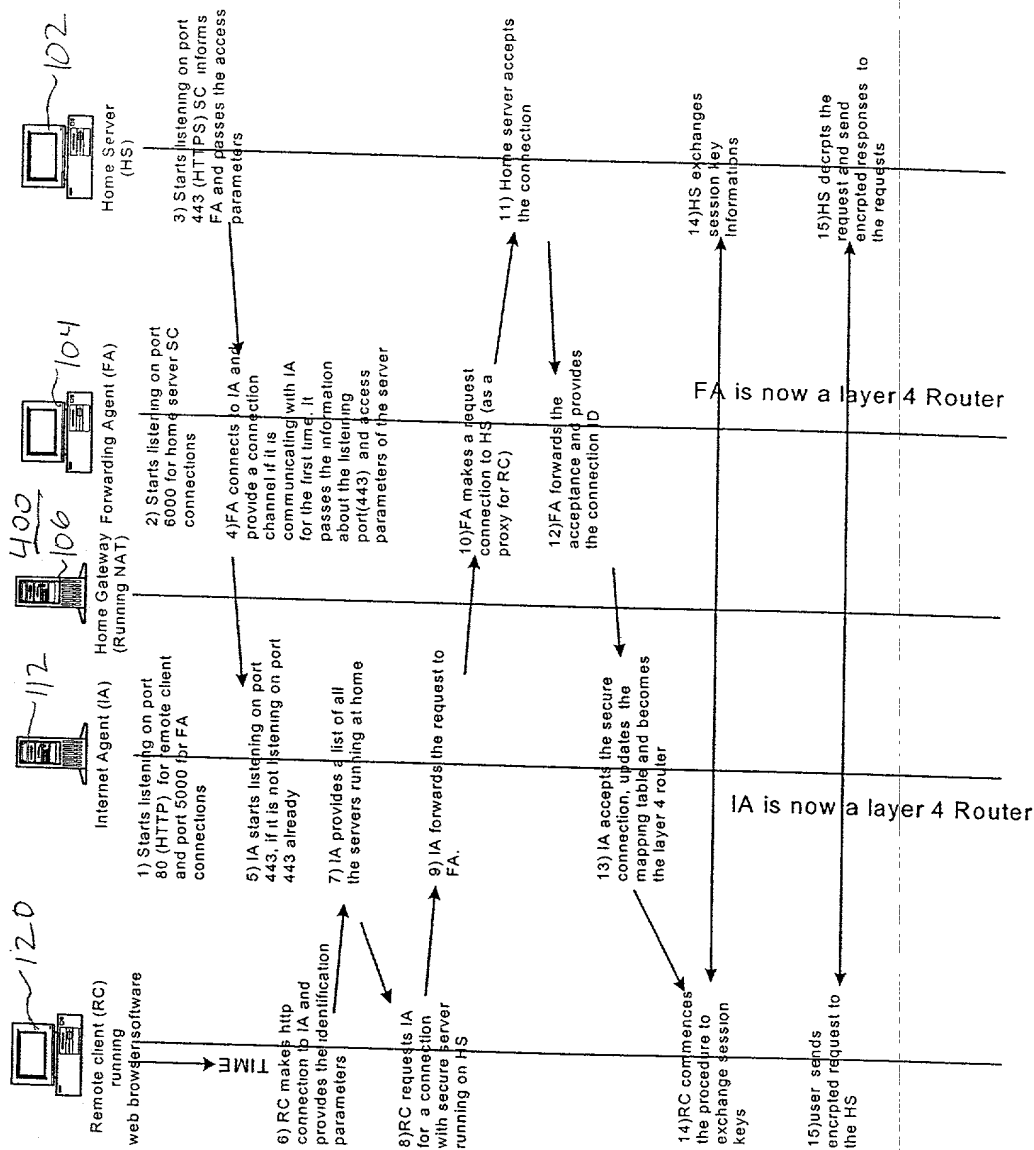 120
Remote client (RC)
running
web browser software
TIME
112
Internet Agent (IA)
400
106
Home Gateway
(Running NAT)
104
Forwarding Agent (FA)
102
Home Server
(HS)
1) Starts listening on port
80 (HTTP) for remote client
and port 5000 for FA
connections
2) Starts listening on port
6000 for home server SC
connections
3) Starts listening on port
443 (HTTPS) SC informs
FA and passes the access
parameters
4)FA connects to IA and
provide a connection
channel if it is
communicating with IA
for the first time. It
passes the information
about the listening
port(443) and access
parameters of the server
5) IA starts listening on port
443, if it is not listening on port
443 already
6) RC makes http
connection to IA and
provides the identification
parameters
7) IA provides a list of all
the servers running at home
8)RC requests IA
for a connection
with secure server
running on HS
9) IA forwards the request to
FA.
10)FA makes a request
connection to HS (as a
proxy for RC)
11) Home server accepts
the connection
12)FA forwards the
acceptance and provides
the connection ID
13) IA accepts the secure
connection, updates the
mapping table and becomes
the layer 4 router
14)RC commences
the procedure to
exchange session
keys
14)HS exchanges
session key
Informations
15)user sends
encrpted request to
the HS
15)HS decrpts the
request and send
encrpted responses to
the requests
FA is now a layer 4 Router
IA is now a layer 4 Router